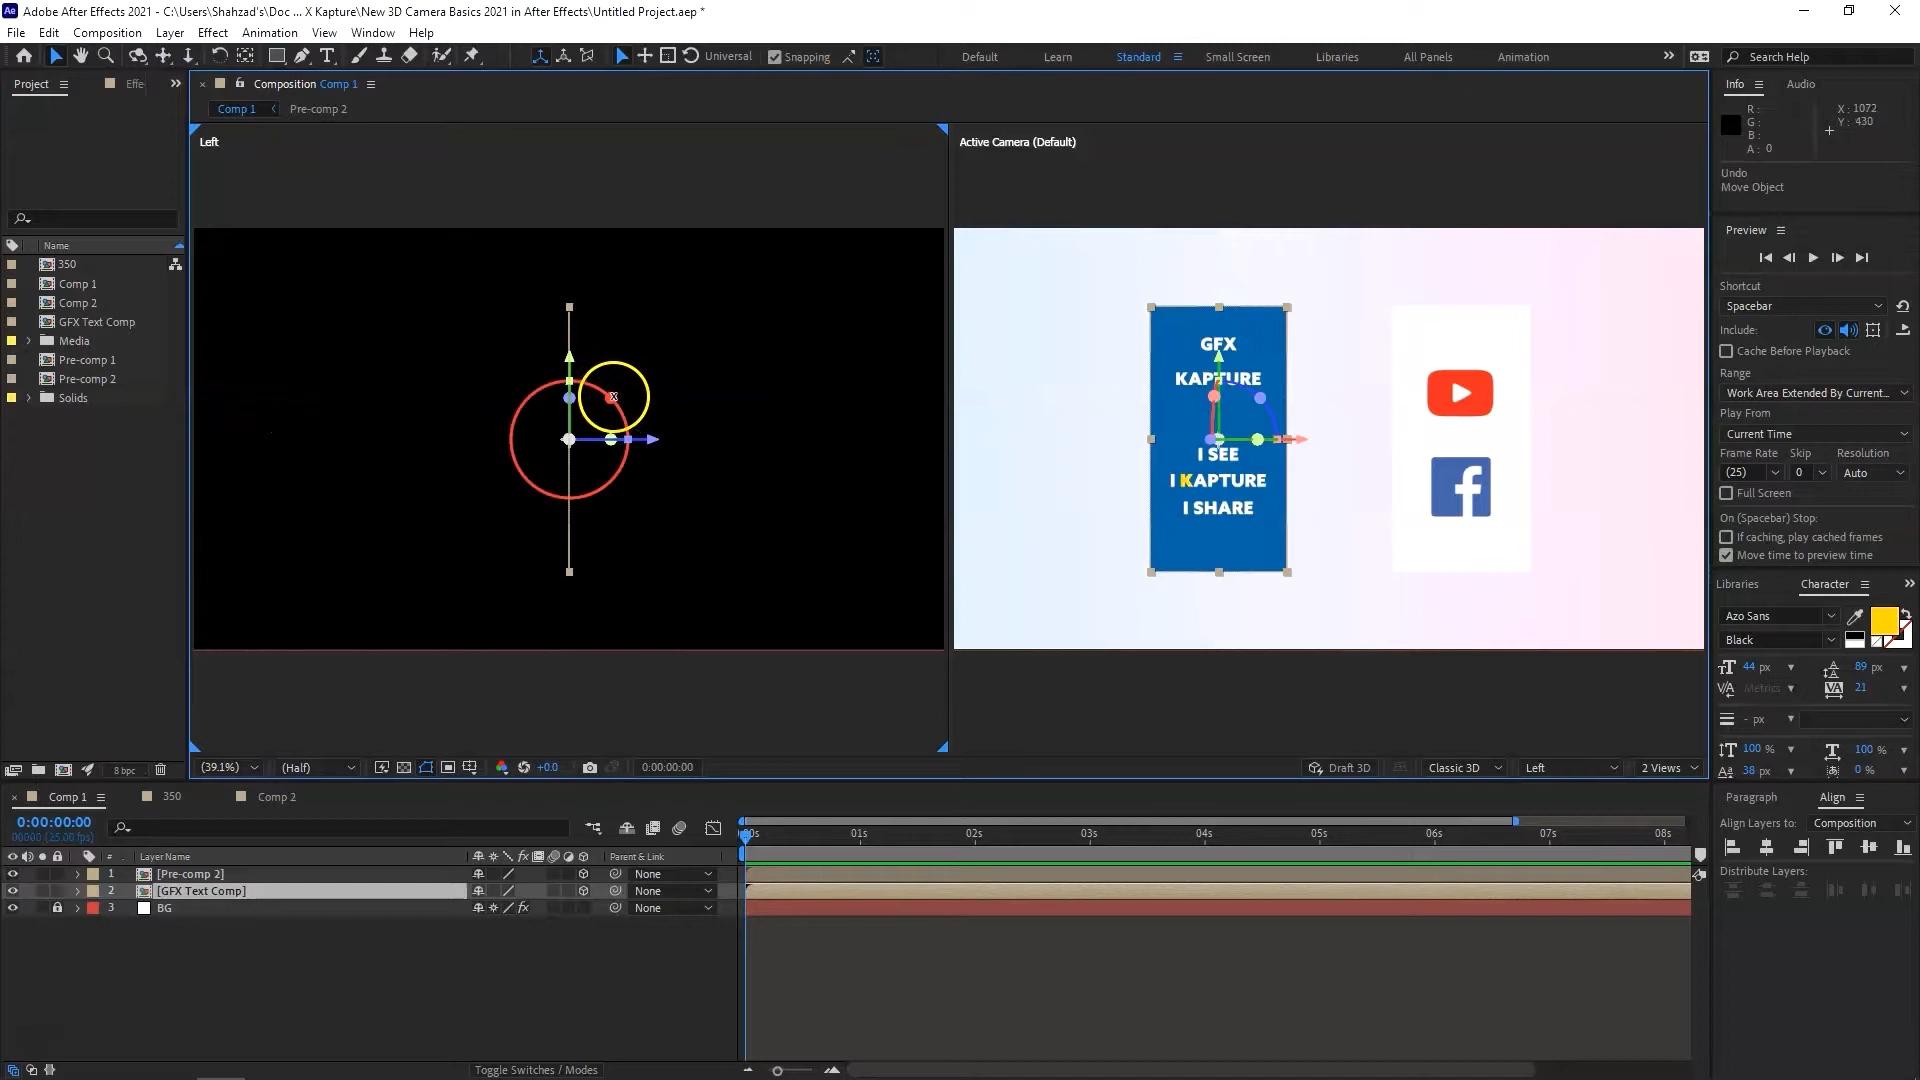 Adobe After Effects 2021 - C:\Users\Shahzad's\Doc ... X Kapture\New 3D Camera Basics 2021 in After Effects\Untitled Project.aep *
File Edit Composition Layer Effect Animation View Window Help
Universal Snapping Default Learn Standard Small Screen Libraries All Panels Animation Search Help
Project Effe
Composition Comp 1
Comp 1 Pre-comp 2
Left
Active Camera (Default)
GFX
KAPTURE
I SEE
I KAPTURE
I SHARE
Name
350
Comp 1
Comp 2
GFX Text Comp
Media
Pre-comp 1
Pre-comp 2
Solids
8 bpc
(39.1%) (Half) +0.0 0:00:00:00 Draft 3D Classic 3D Left 2 Views
Info Audio
R :
G :
B :
A : 0
X : 1072
Y : 430
Undo
Move Object
Preview
Shortcut
Spacebar
Include:
Cache Before Playback
Range
Work Area Extended By Current...
Play From
Current Time
Frame Rate Skip Resolution
(25) 0 Auto
Full Screen
On (Spacebar) Stop:
If caching, play cached frames
Move time to preview time
Libraries Character
Azo Sans
Black
44 px 89 px
Metrics 21
- px
100 % 100 %
38 px 0 %
Paragraph Align
Align Layers to: Composition
Distribute Layers:
Comp 1 350 Comp 2
0:00:00:00
00000 (25.00 fps)
# Layer Name Parent & Link
1 [Pre-comp 2] None
2 [GFX Text Comp] None
3 BG None
00s 01s 02s 03s 04s 05s 06s 07s 08s
Toggle Switches / Modes